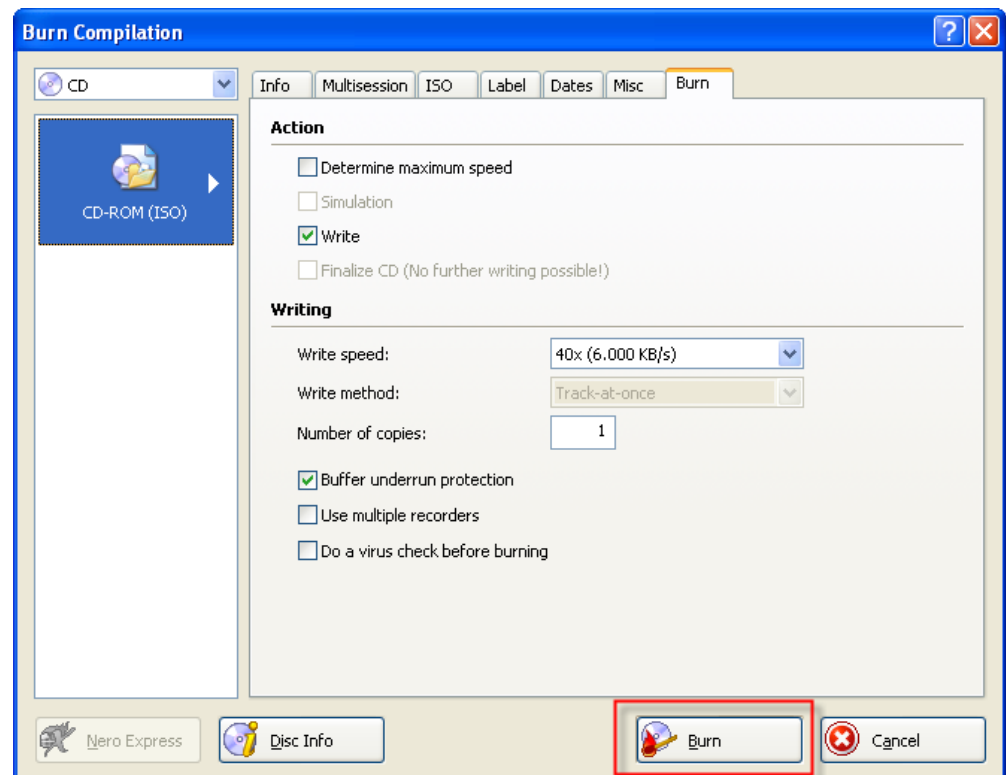 Burn Compilation
CD
CD-ROM (ISO)
Info Multisession ISO Label Dates Misc Burn
Action
Determine maximum speed
Simulation
Write
Finalize CD (No further writing possible!)
Writing
Write speed: 40x (6.000 KB/s)
Write method: Track-at-once
Number of copies: 1
Buffer underrun protection
Use multiple recorders
Do a virus check before burning
Nero Express Disc Info Burn Cancel